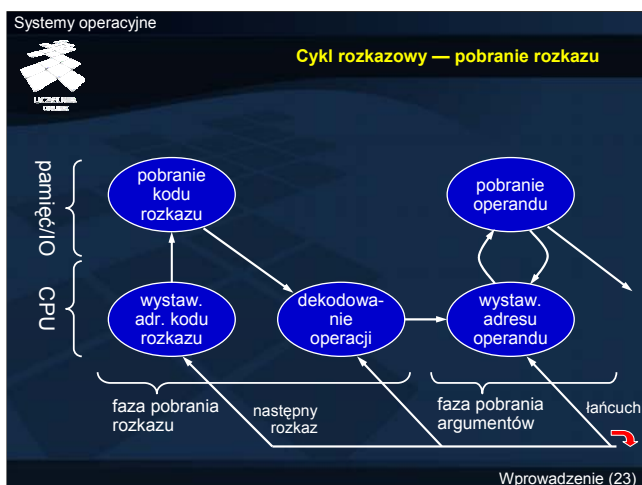 Systemy operacyjne
Cykl rozkazowy — pobranie rozkazu
pamięć/IO
pobranie
kodu
rozkazu
pobranie
operandu
CPU
wystaw.
adr. kodu
rozkazu
dekodowa-
nie
operacji
wystaw.
adresu
operandu
faza pobrania
rozkazu
następny
rozkaz
faza pobrania
argumentów
łańcuch
Wprowadzenie (23)